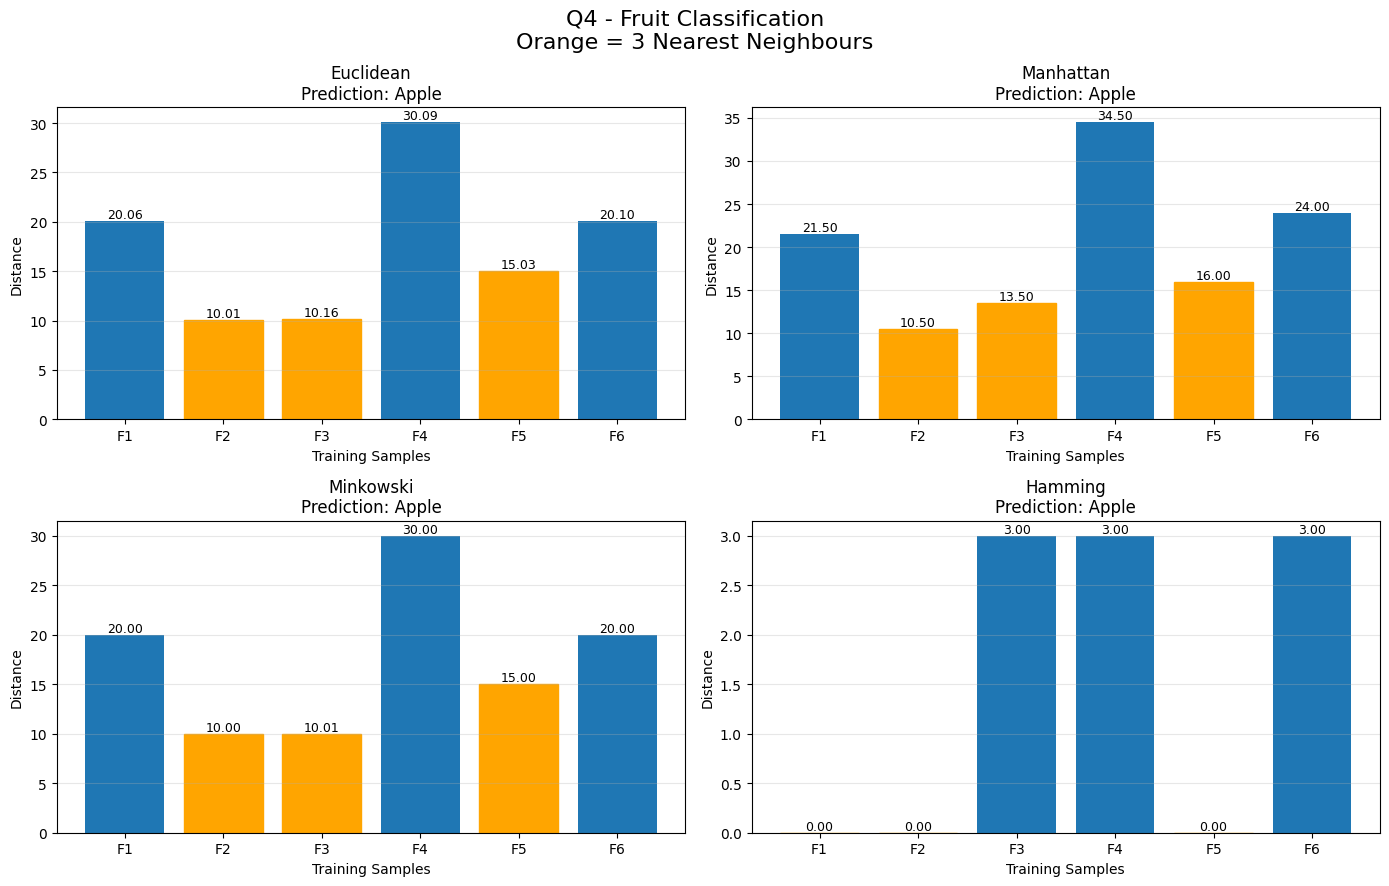 Q4 - Fruit Classification
Orange = 3 Nearest Neighbours
Euclidean
Prediction: Apple
Distance
30
25
20
15
10
5
0
20.06
10.01
10.16
30.09
15.03
20.10
F1 F2 F3 F4 F5 F6
Training Samples
Manhattan
Prediction: Apple
Distance
35
30
25
20
15
10
5
0
21.50
10.50
13.50
34.50
16.00
24.00
F1 F2 F3 F4 F5 F6
Training Samples
Minkowski
Prediction: Apple
Distance
30
25
20
15
10
5
0
20.00
10.00
10.01
30.00
15.00
20.00
F1 F2 F3 F4 F5 F6
Training Samples
Hamming
Prediction: Apple
Distance
3.0
2.5
2.0
1.5
1.0
0.5
0.0
0.00
0.00
3.00
3.00
0.00
3.00
F1 F2 F3 F4 F5 F6
Training Samples